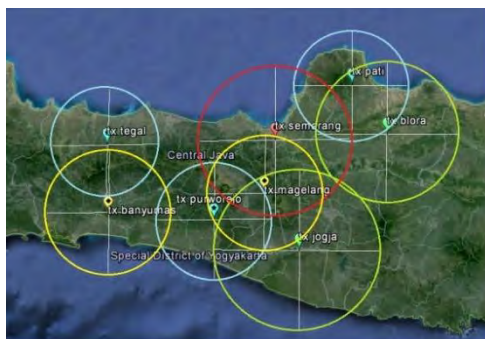 tx pati
tx blora
tx semarang
tx tegal
Central Java
tx magelang
tx purworejo
tx banyumas
tx jogja
Special District of Yogyakarta